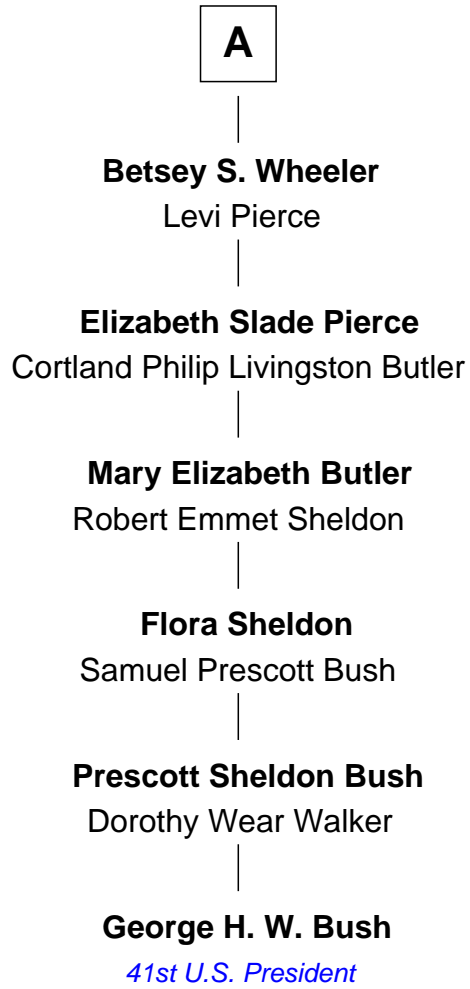 A
Betsey S. Wheeler
Levi Pierce
Elizabeth Slade Pierce
Cortland Philip Livingston Butler
Mary Elizabeth Butler
Robert Emmet Sheldon
Flora Sheldon
Samuel Prescott Bush
Prescott Sheldon Bush
Dorothy Wear Walker
George H. W. Bush
41st U.S. President